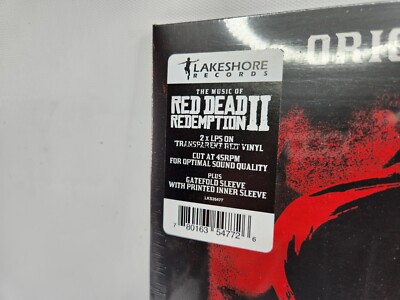 ORIG
LAKESHORE
RECORDS
THE MUSIC OF
RED DEAD
REDEMPTION II
2 x LPS ON
TRANSPARENT RED VINYL
CUT AT 45RPM
FOR OPTIMAL SOUND QUALITY
PLUS
GATEFOLD SLEEVE
WITH PRINTED INNER SLEEVE
LKS35477
7 80163 54772 6